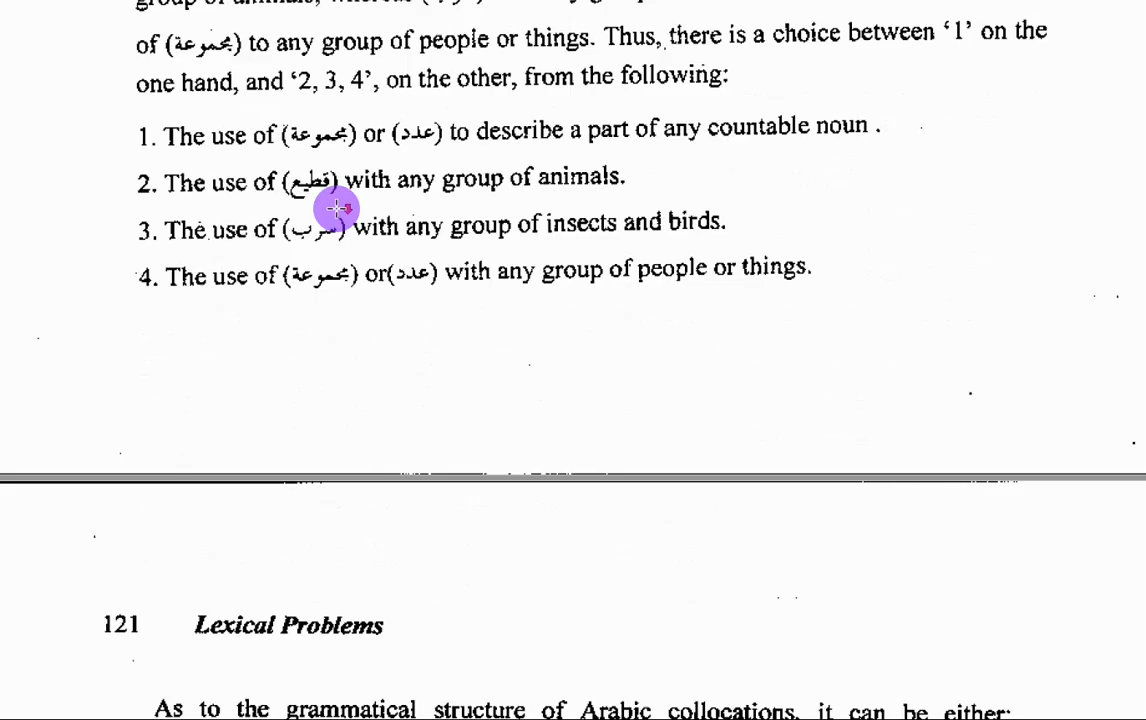 of (مجموعة) to any group of people or things. Thus, there is a choice between ‘1’ on the
one hand, and ‘2, 3, 4’, on the other, from the following:
1. The use of (مجموعة) or (عدد) to describe a part of any countable noun .
2. The use of (قطيع) with any group of animals.
3. The use of (سرب) with any group of insects and birds.
4. The use of (مجموعة) or(عدد) with any group of people or things.
121 Lexical Problems
As to the grammatical structure of Arabic collocations, it can be either: